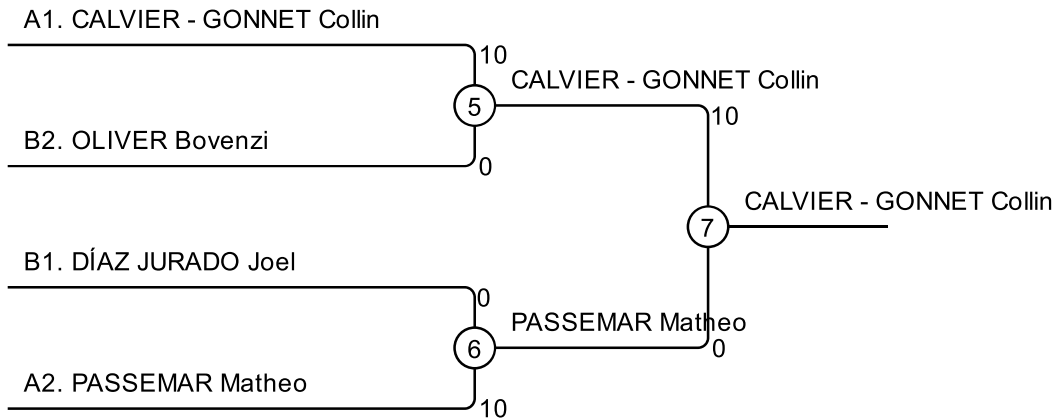 A1. CALVIER - GONNET Collin
10
CALVIER - GONNET Collin
5
10
B2. OLIVER Bovenzi
0
CALVIER - GONNET Collin
7
B1. DÍAZ JURADO Joel
0
PASSEMAR Matheo
6
0
A2. PASSEMAR Matheo
10